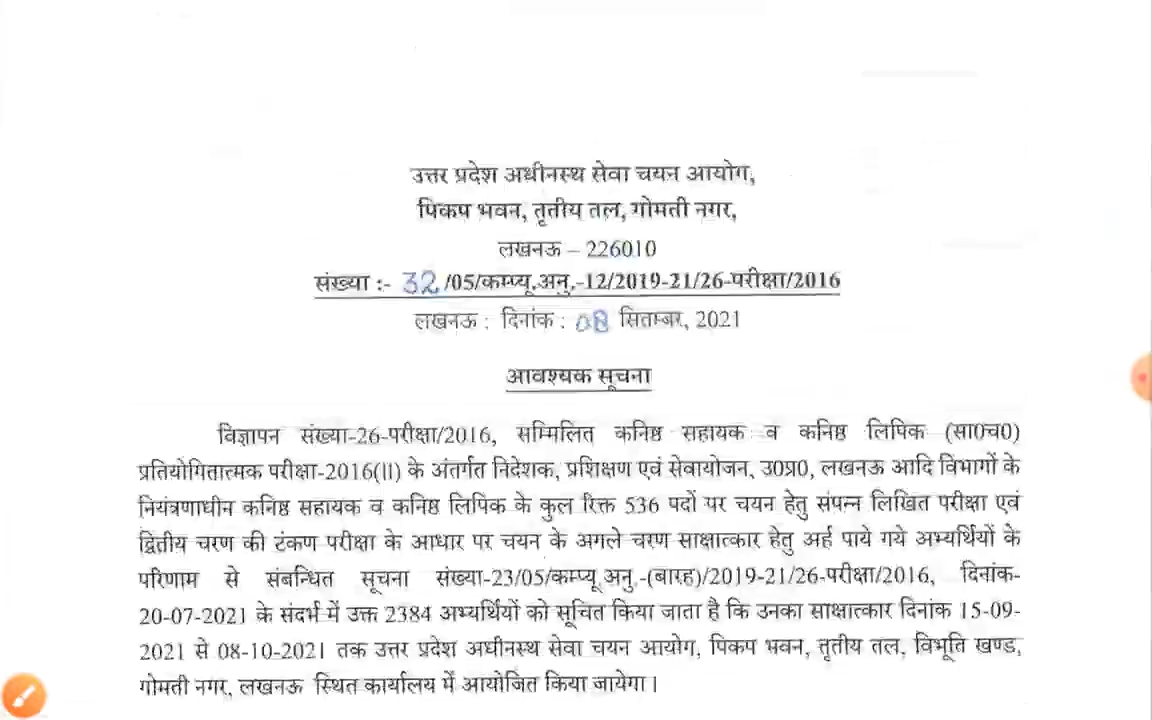 उत्तर प्रदेश अधीनस्थ सेवा चयन आयोग,
पिकप भवन, तृतीय तल, गोमती नगर,
लखनऊ – 226010
संख्या :- 32 /05/कम्प्यू.अनु.-12/2019-21/26-परीक्षा/2016
लखनऊ : दिनांक : 08 सितम्बर, 2021
आवश्यक सूचना
विज्ञापन संख्या-26-परीक्षा/2016, सम्मिलित कनिष्ठ सहायक व कनिष्ठ लिपिक (सा0च0)
प्रतियोगितात्मक परीक्षा-2016(II) के अंतर्गत निदेशक, प्रशिक्षण एवं सेवायोजन, उ0प्र0, लखनऊ आदि विभागों के
नियंत्रणाधीन कनिष्ठ सहायक व कनिष्ठ लिपिक के कुल रिक्त 536 पदों पर चयन हेतु संपन्न लिखित परीक्षा एवं
द्वितीय चरण की टंकण परीक्षा के आधार पर चयन के अगले चरण साक्षात्कार हेतु अर्ह पाये गये अभ्यर्थियों के
परिणाम से संबन्धित सूचना संख्या-23/05/कम्प्यू.अनु.-(बारह)/2019-21/26-परीक्षा/2016, दिनांक-
20-07-2021 के संदर्भ में उक्त 2384 अभ्यर्थियों को सूचित किया जाता है कि उनका साक्षात्कार दिनांक 15-09-
2021 से 08-10-2021 तक उत्तर प्रदेश अधीनस्थ सेवा चयन आयोग, पिकप भवन, तृतीय तल, विभूति खण्ड,
गोमती नगर, लखनऊ स्थित कार्यालय में आयोजित किया जायेगा।